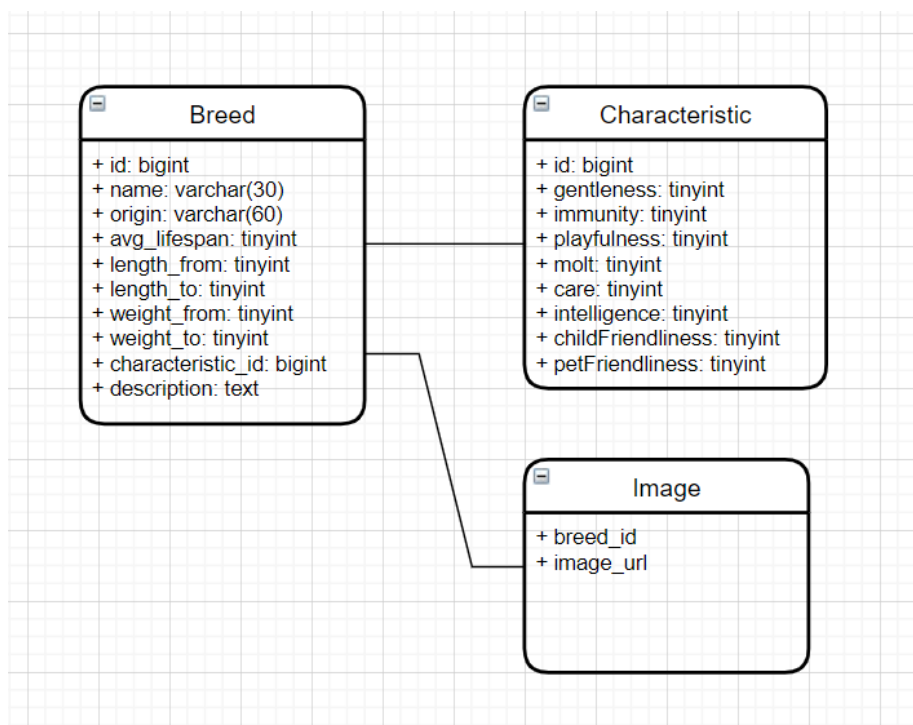 Breed
+ id: bigint
+ name: varchar(30)
+ origin: varchar(60)
+ avg_lifespan: tinyint
+ length_from: tinyint
+ length_to: tinyint
+ weight_from: tinyint
+ weight_to: tinyint
+ characteristic_id: bigint
+ description: text
Characteristic
+ id: bigint
+ gentleness: tinyint
+ immunity: tinyint
+ playfulness: tinyint
+ molt: tinyint
+ care: tinyint
+ intelligence: tinyint
+ childFriendliness: tinyint
+ petFriendliness: tinyint
Image
+ breed_id
+ image_url